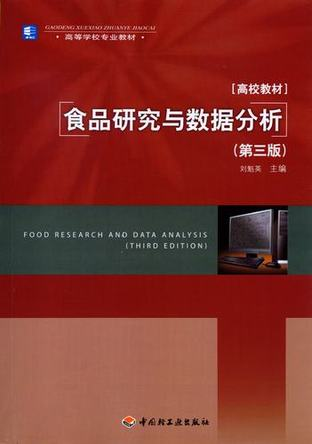 GAODENG XUEXIAO ZHUANYE JIAOCAI
·高等学校专业教材·
[高校教材]
食品研究与数据分析
(第三版)
刘魁英 主编
FOOD RESEARCH AND DATA ANALYSIS
(THIRD EDITION)
中国轻工业出版社